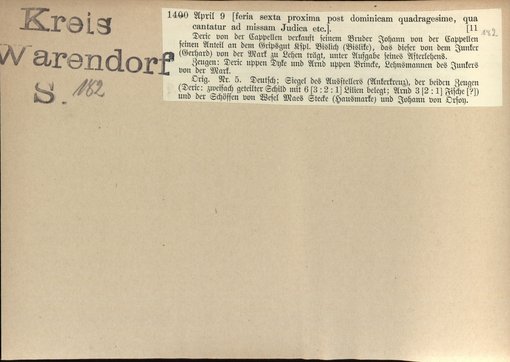 Kreis
Warendorf
S. 182
1400 April 9 [feria sexta proxima post dominicam quadragesime, qua
cantatur ad missam Judica etc.]. [11
182
Deric von der Cappellen verkauft seinem Bruder Johann von der Cappellen
seinen Anteil an dem Gripsgut Kspl. Bislich (Bislike), das dieser von dem Junker
(Gerhard) von der Mark zu Lehen trägt, unter Aufgabe seines Afterlehens.
Zeugen: Deric uppen Dyke und Arnd uppen Brincke, Lehnsmannen des Junkers
von der Mark.
Orig. Nr. 5. Deutsch; Siegel des Ausstellers (Ankerkreuz), der beiden Zeugen
(Deric: zweifach geteilter Schild mit 6 [3 : 2 : 1] Lilien belegt; Arnd 3 [2 : 1] Fische [?])
und der Schöffen von Wesel Maes Stecke (Hausmarke) und Johann von Orsoy.